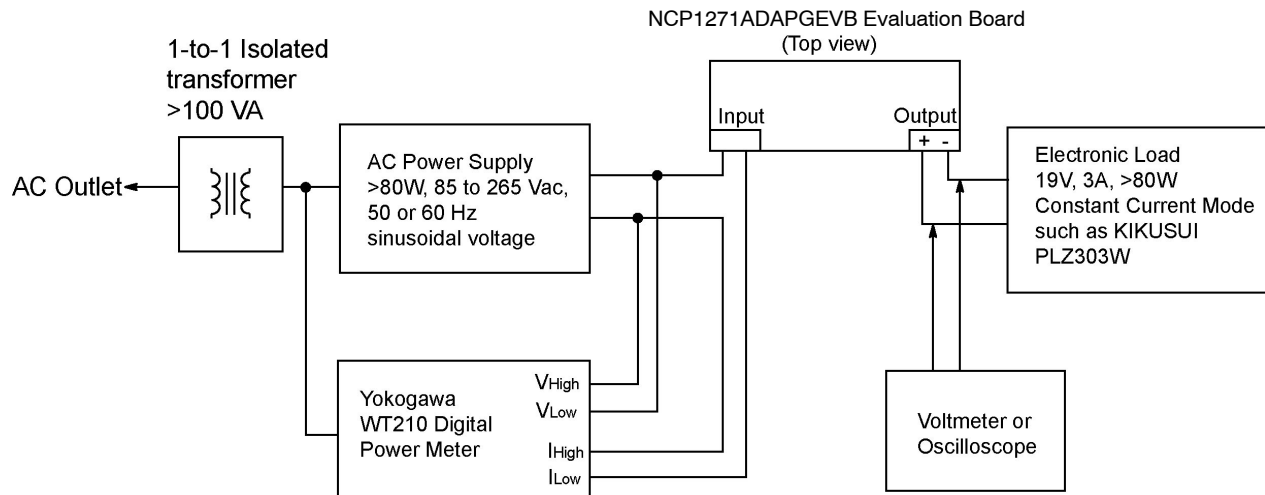 NCP1271ADAPGEVB Evaluation Board
(Top view)
1-to-1 Isolated
transformer
>100 VA
Input
Output
+ -
AC Outlet
AC Power Supply
>80W, 85 to 265 Vac,
50 or 60 Hz
sinusoidal voltage
Electronic Load
19V, 3A, >80W
Constant Current Mode
such as KIKUSUI
PLZ303W
Yokogawa
WT210 Digital
Power Meter
VHigh
VLow
IHigh
ILow
Voltmeter or
Oscilloscope